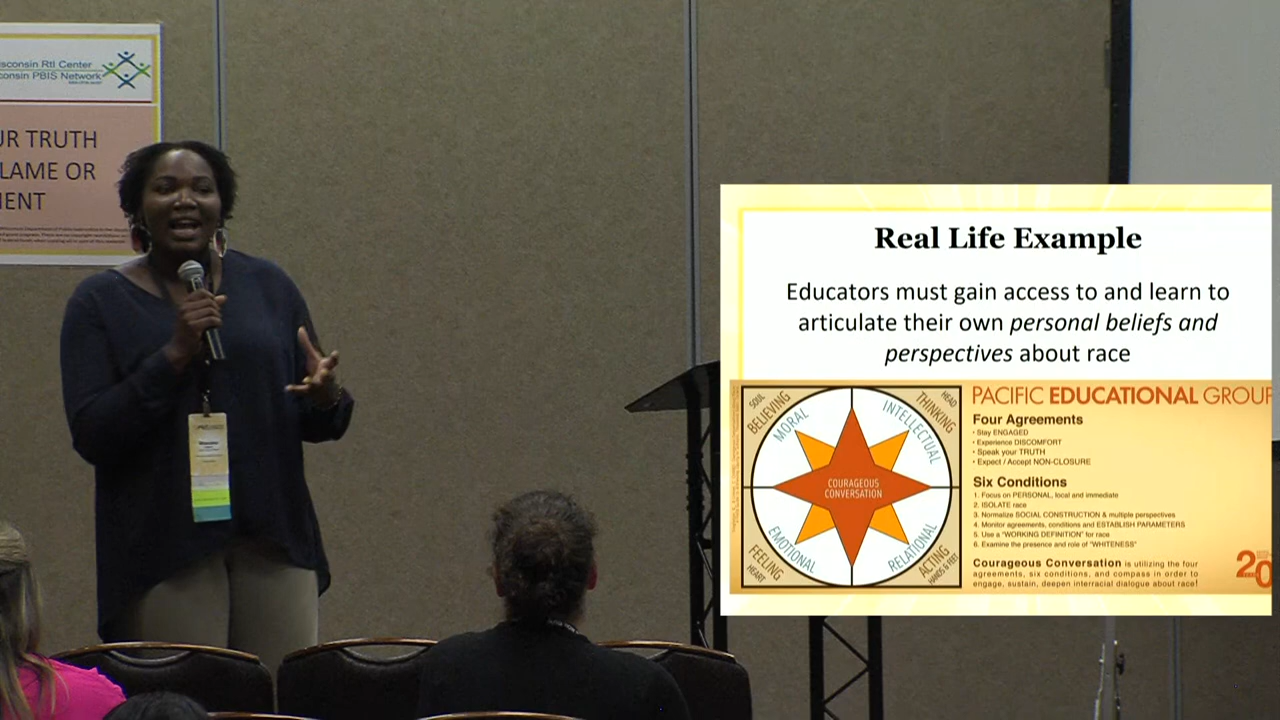 sconsin RtI Center
consin PBIS Network
UR TRUTH
LAME OR
MENT
Real Life Example
Educators must gain access to and learn to
articulate their own personal beliefs and
perspectives about race
SOUL
BELIEVING
MORAL
INTELLECTUAL
HEAD
THINKING
COURAGEOUS
CONVERSATION
EMOTIONAL
FEELING
HEART
RELATIONAL
ACTING
HANDS & FEET
PACIFIC EDUCATIONAL GROUP
Four Agreements
• Stay ENGAGED
• Experience DISCOMFORT
• Speak your TRUTH
• Expect / Accept NON-CLOSURE
Six Conditions
1. Focus on PERSONAL, local and immediate
2. ISOLATE race
3. Normalize SOCIAL CONSTRUCTION & multiple perspectives
4. Monitor agreements, conditions and ESTABLISH PARAMETERS
5. Use a "WORKING DEFINITION" for race
6. Examine the presence and role of "WHITENESS"
Courageous Conversation is utilizing the four
agreements, six conditions, and compass in order to
engage, sustain, deepen interracial dialogue about race!
20